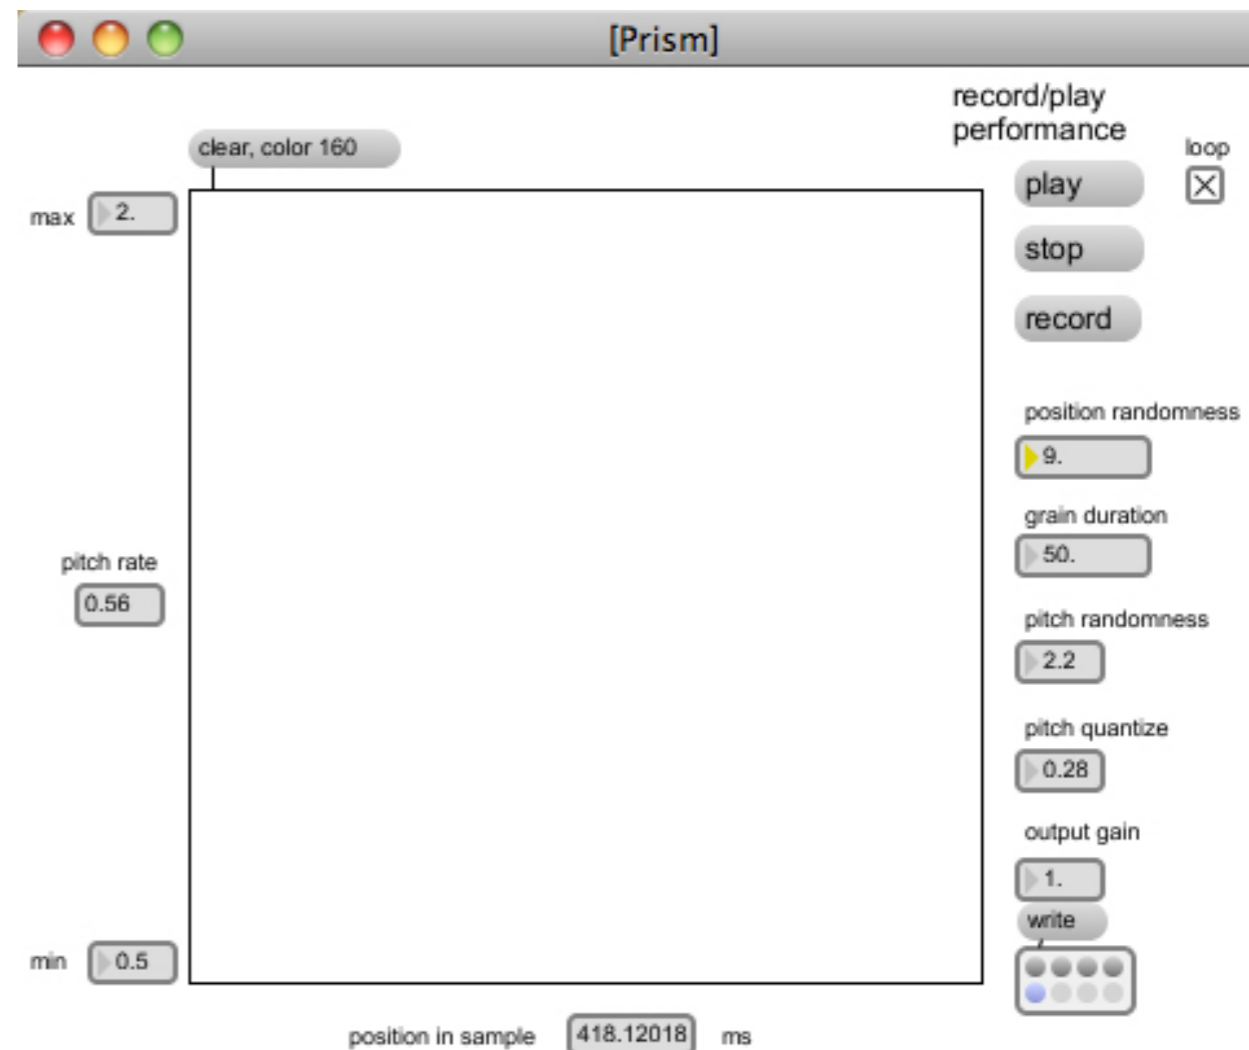 [Prism]
record/play
performance
clear, color 160
loop
play
max 2.
stop
record
position randomness
9.
grain duration
50.
pitch rate
0.56
pitch randomness
2.2
pitch quantize
0.28
output gain
1.
write
min 0.5
position in sample 418.12018 ms